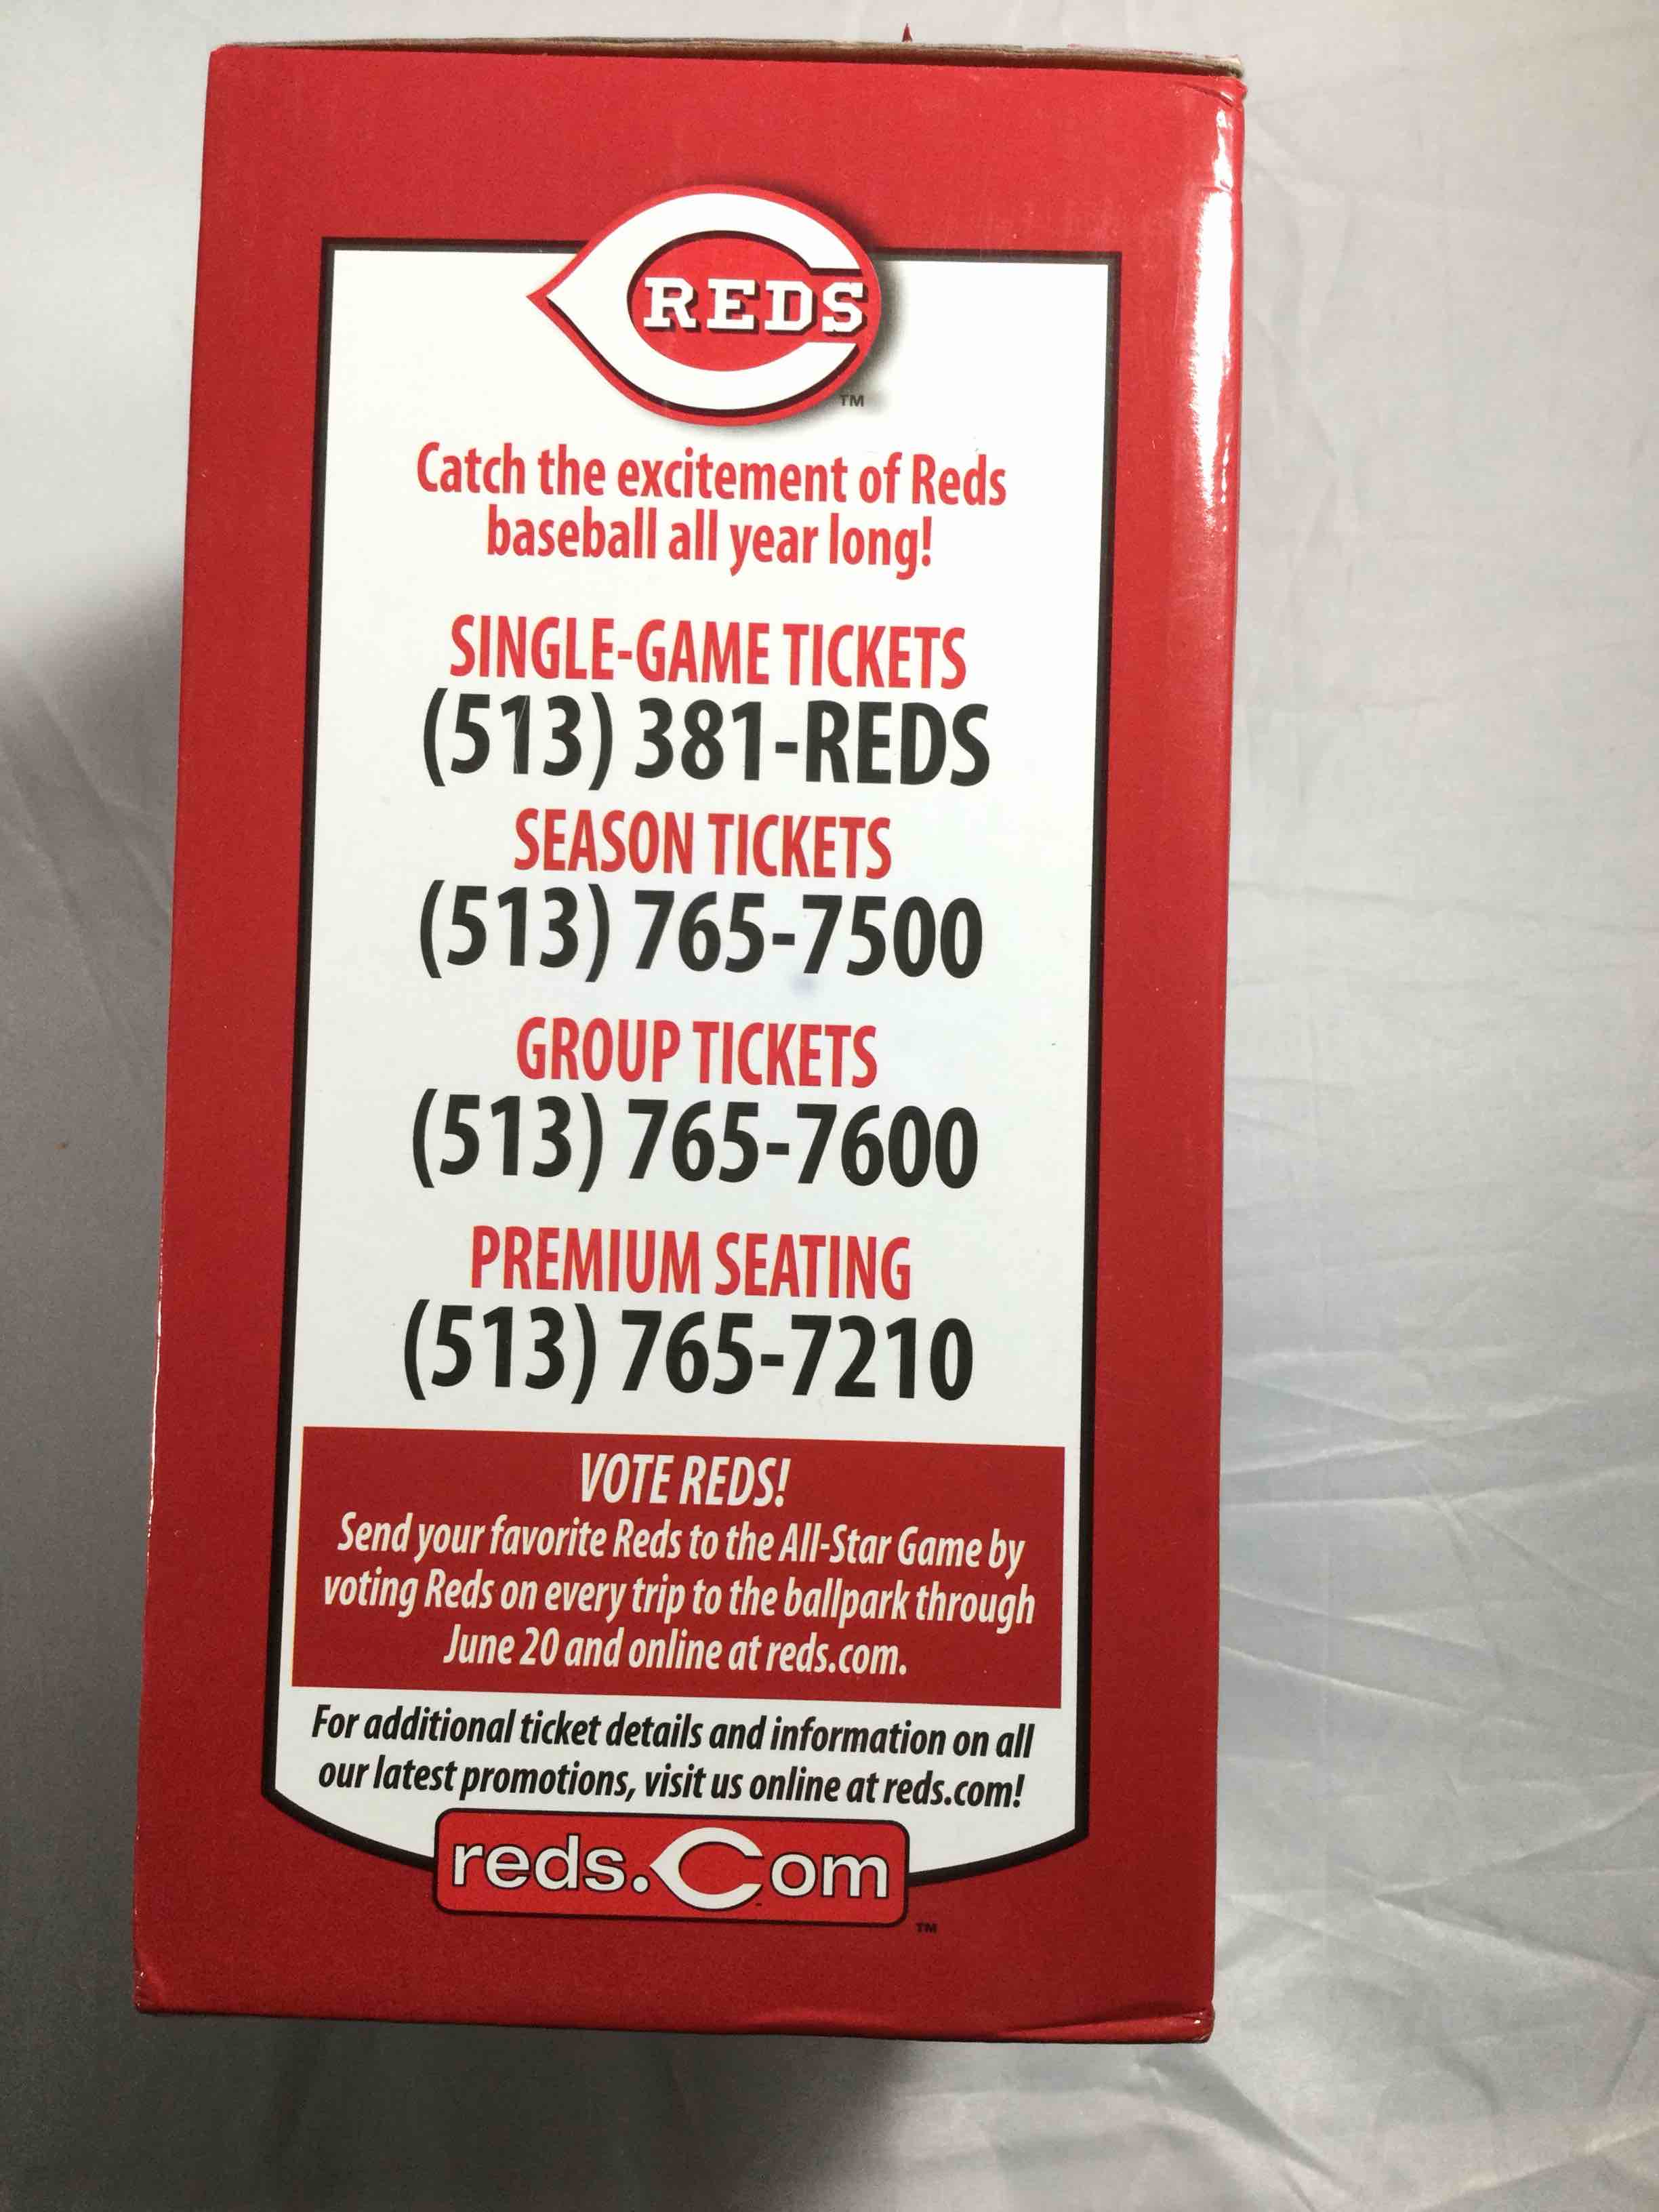 REDS
TM
Catch the excitement of Reds
baseball all year long!
SINGLE-GAME TICKETS
(513) 381-REDS
SEASON TICKETS
(513) 765-7500
GROUP TICKETS
(513) 765-7600
PREMIUM SEATING
(513) 765-7210
VOTE REDS!
Send your favorite Reds to the All-Star Game by
voting Reds on every trip to the ballpark through
June 20 and online at reds.com.
For additional ticket details and information on all
our latest promotions, visit us online at reds.com!
reds.Com
TM